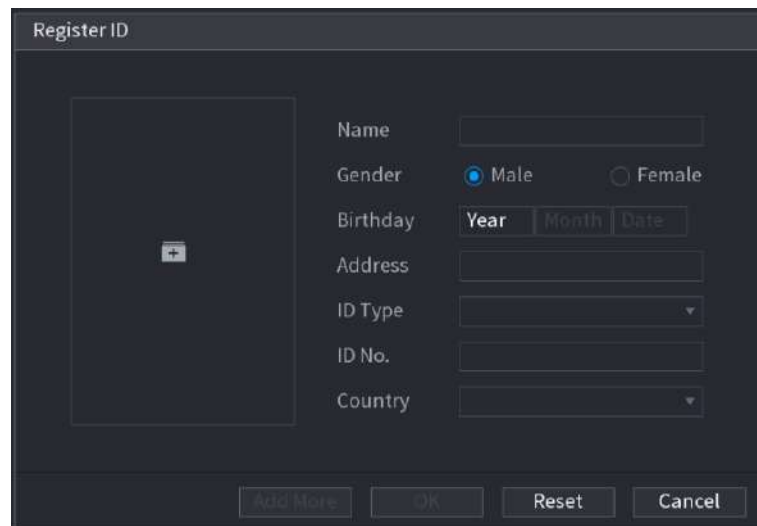 Register ID
Name
Gender Male Female
Birthday Year Month Date
Address
ID Type
ID No.
Country
Add More OK Reset Cancel